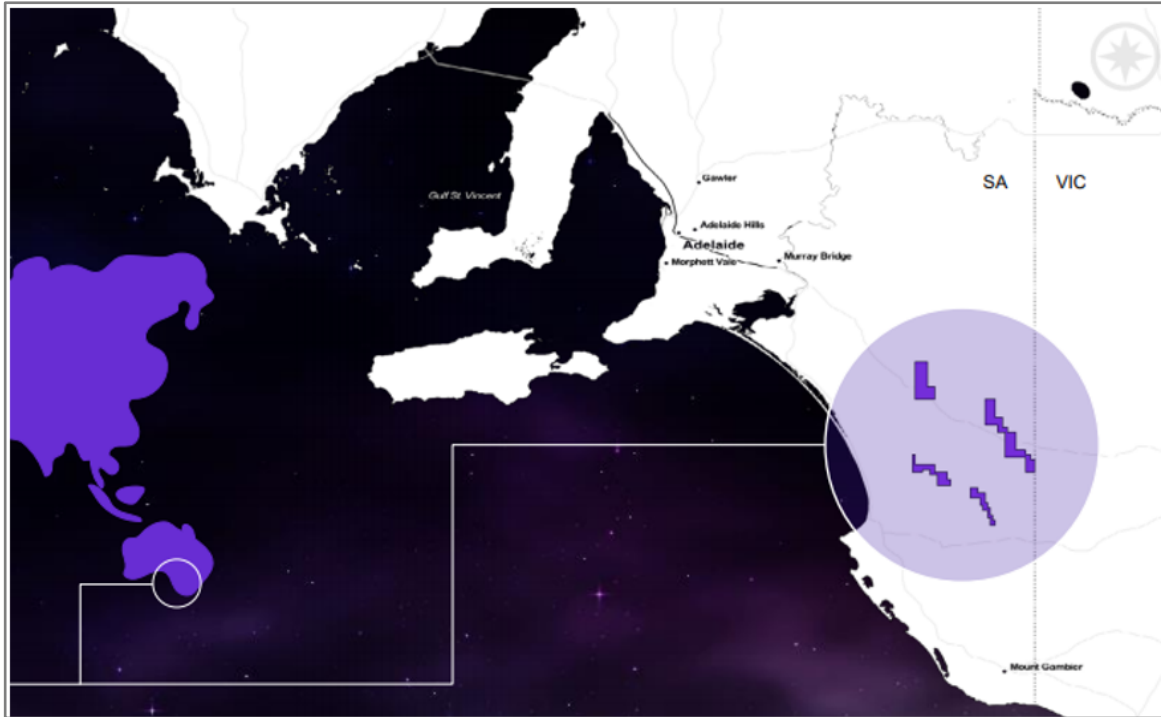 SA VIC
Gawler
Gulf St. Vincent
Adelaide Hills
Adelaide
Morphett Vale
Murray Bridge
Mount Gambier